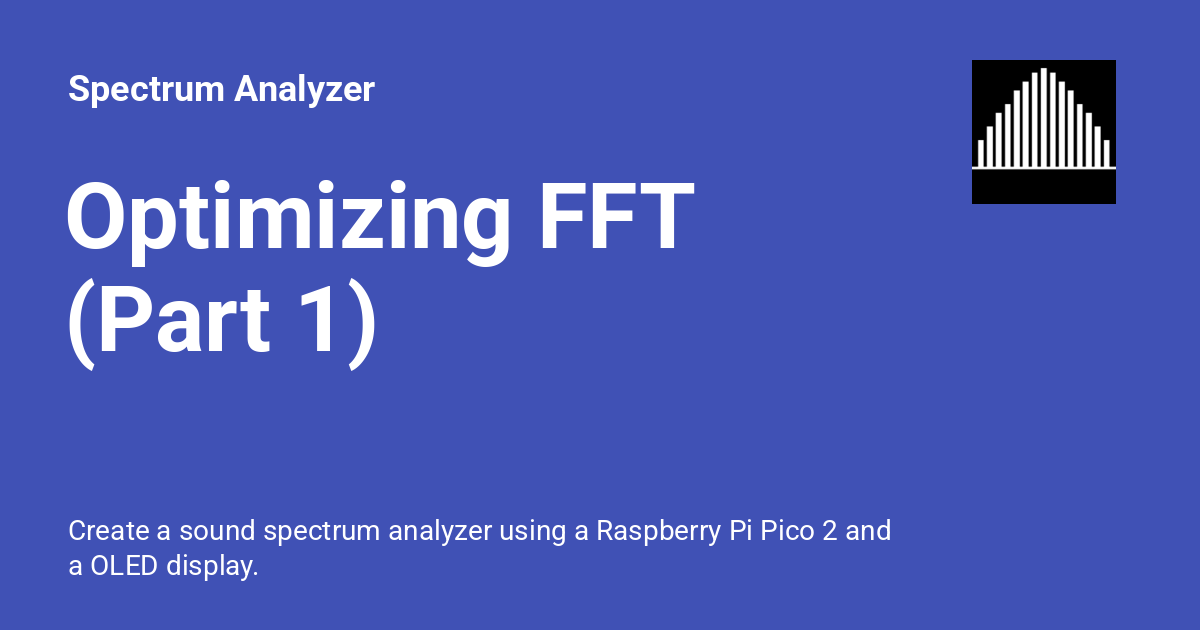 Spectrum Analyzer
Optimizing FFT
(Part 1)
Create a sound spectrum analyzer using a Raspberry Pi Pico 2 and
a OLED display.